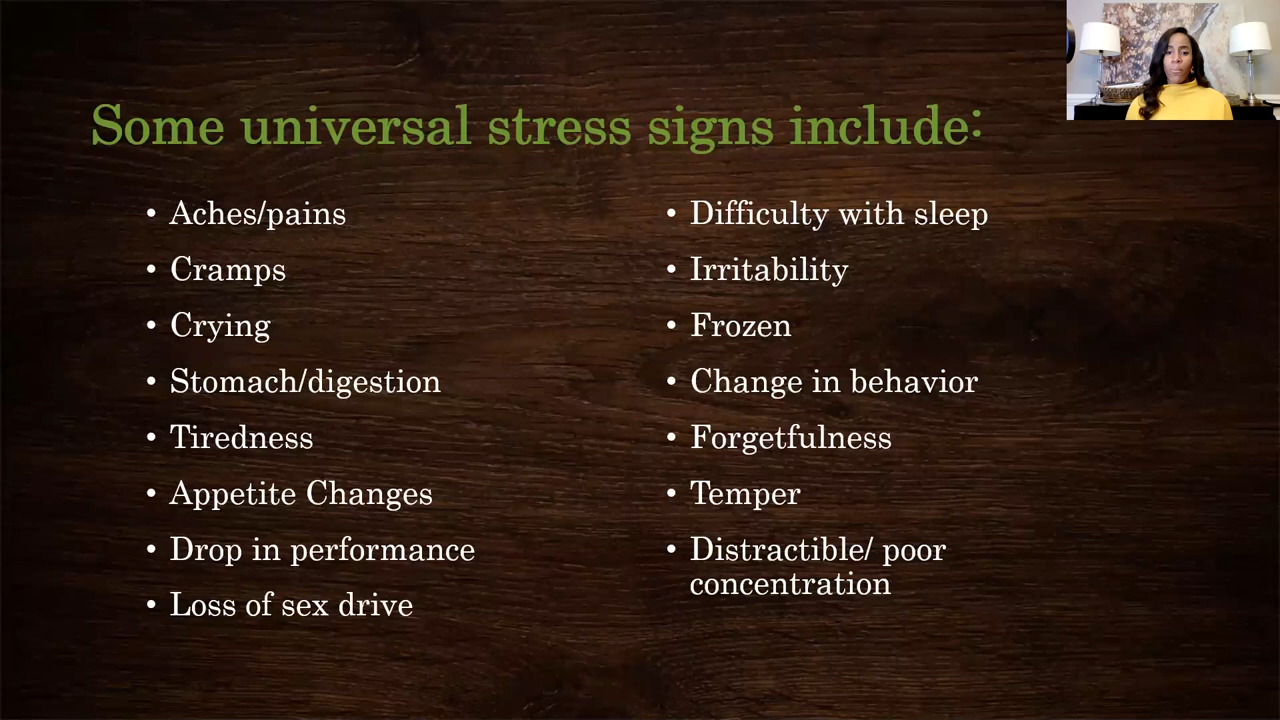 Some universal stress signs include:
• Aches/pains
• Cramps
• Crying
• Stomach/digestion
• Tiredness
• Appetite Changes
• Drop in performance
• Loss of sex drive
• Difficulty with sleep
• Irritability
• Frozen
• Change in behavior
• Forgetfulness
• Temper
• Distractible/ poor
concentration